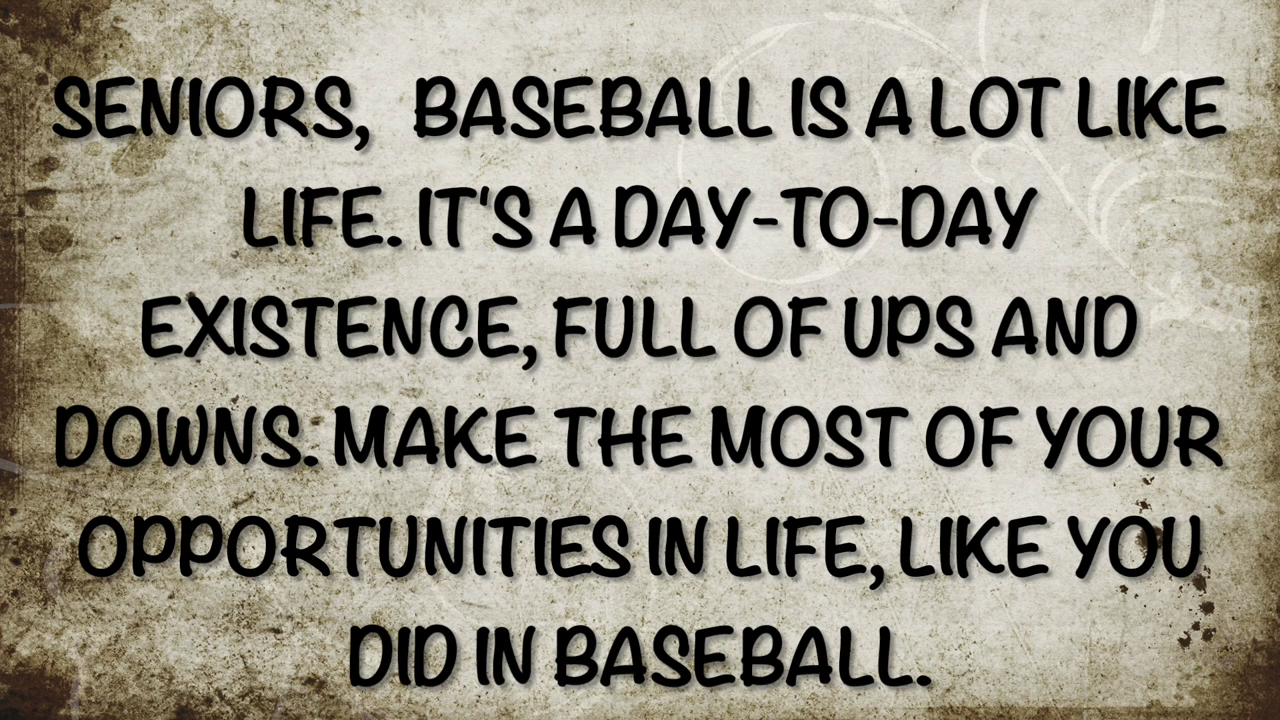 SENIORS,   BASEBALL IS A LOT LIKE
LIFE. IT'S A DAY-TO-DAY
EXISTENCE, FULL OF UPS AND
DOWNS. MAKE THE MOST OF YOUR
OPPORTUNITIES IN LIFE, LIKE YOU
DID IN BASEBALL.